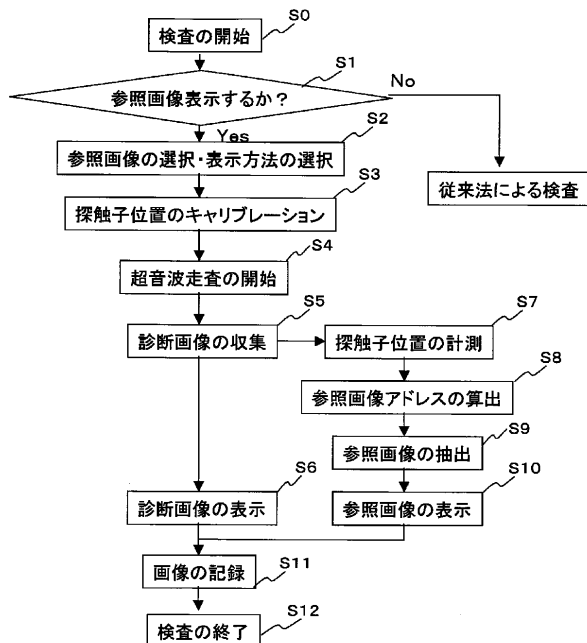 S0
検査の開始
S1
参照画像表示するか？
No
Yes
S2
参照画像の選択・表示方法の選択
従来法による検査
S3
探触子位置のキャリブレーション
S4
超音波走査の開始
S5
診断画像の収集
S7
探触子位置の計測
S8
参照画像アドレスの算出
S9
参照画像の抽出
S6
診断画像の表示
S10
参照画像の表示
S11
画像の記録
S12
検査の終了